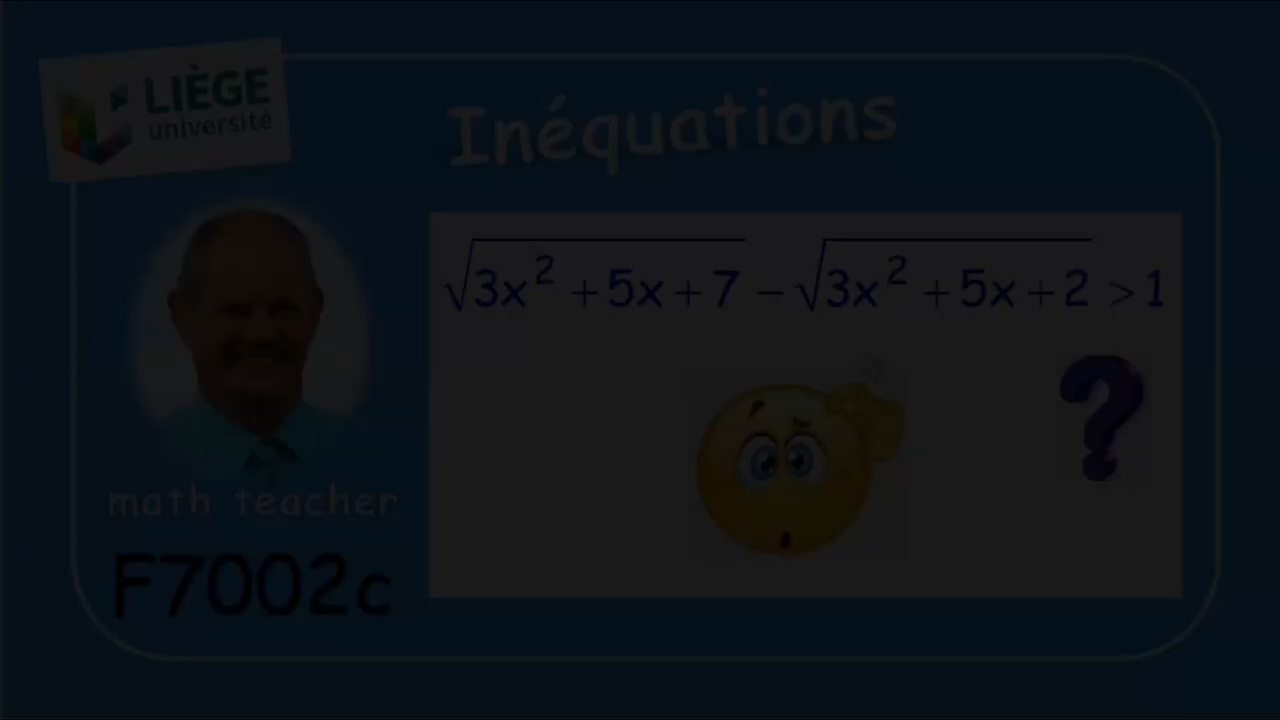 LIÈGE
université
Inéquations
√3x² + 5x + 7 − √3x² + 5x + 2 > 1
?
math teacher
F7002c